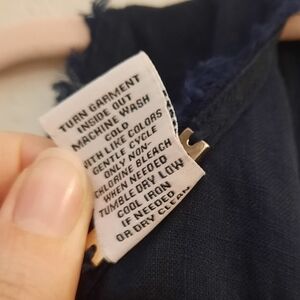 TURN GARMENT
INSIDE OUT
MACHINE WASH
COLD
WITH LIKE COLORS
GENTLE CYCLE
ONLY NON-
CHLORINE BLEACH
WHEN NEEDED
TUMBLE DRY LOW
COOL IRON
IF NEEDED
OR DRY CLEAN